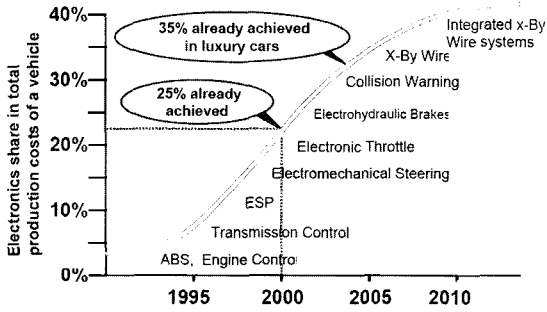 Electronics share in total
production costs of a vehicle
40%
30%
20%
10%
0%
35% already achieved
in luxury cars
25% already
achieved
Integrated x-By
Wire systems
X-By Wire
Collision Warning
Electrohydraulic Brakes
Electronic Throttle
Electromechanical Steering
ESP
Transmission Control
ABS, Engine Control
1995
2000
2005
2010